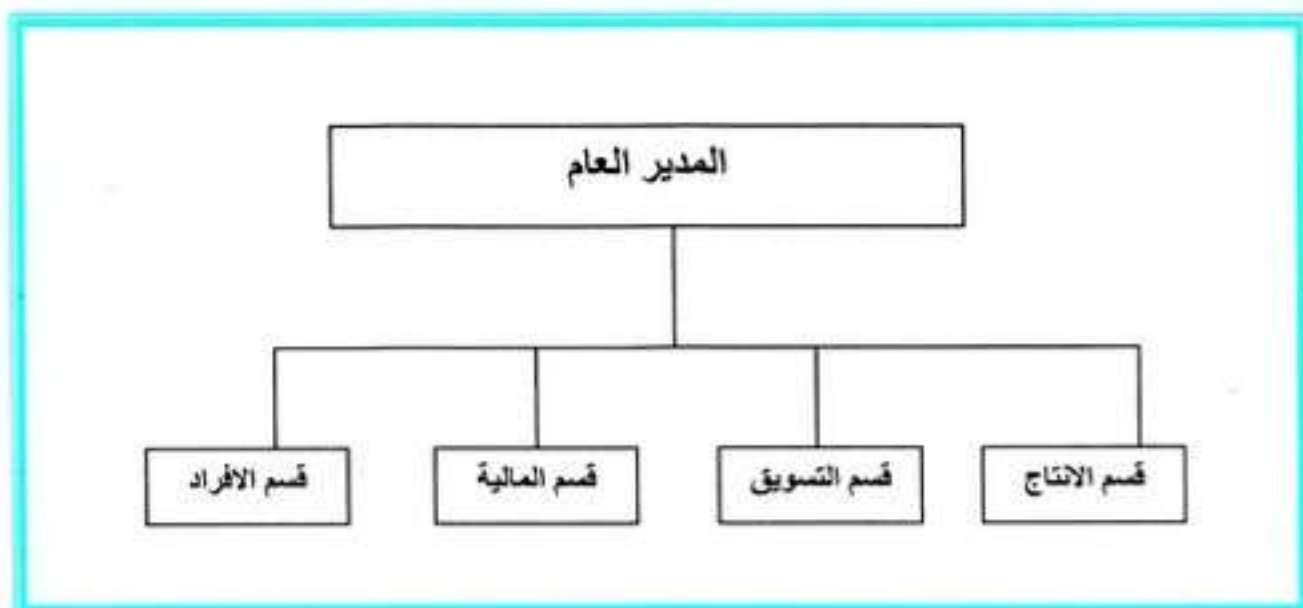 المدير العام
قسم الانتاج
قسم التسويق
قسم المالية
قسم الافراد